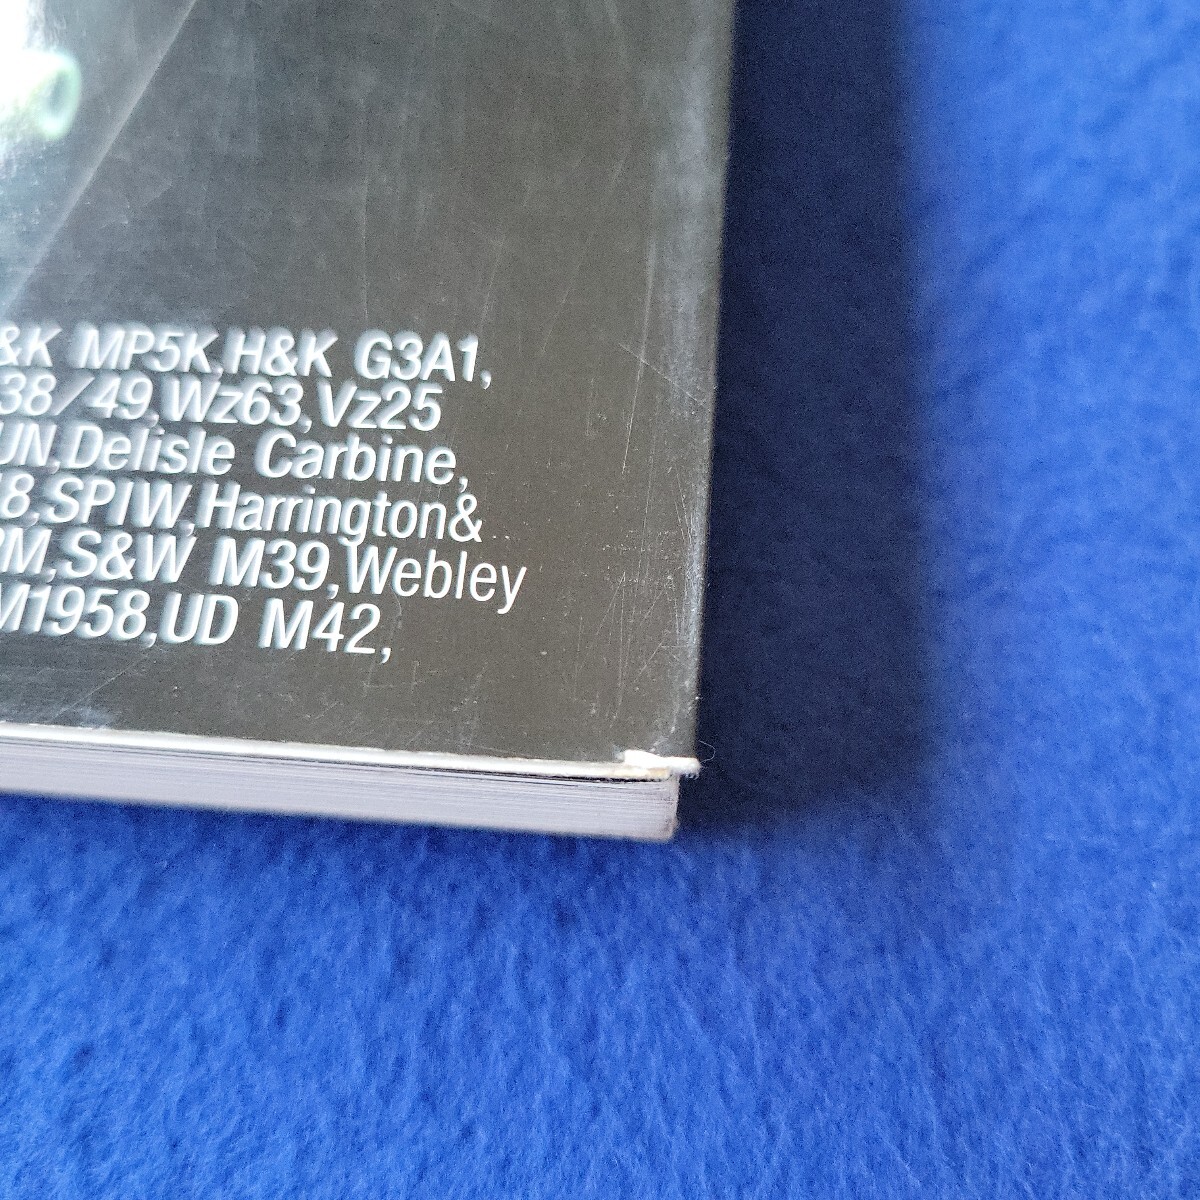 &K MP5K,H&K G3A1,
38/49,Wz63,Vz25
UN,Delisle Carbine,
8,SPIW,Harrington&
M,S&W M39,Webley
M1958,UD M42,